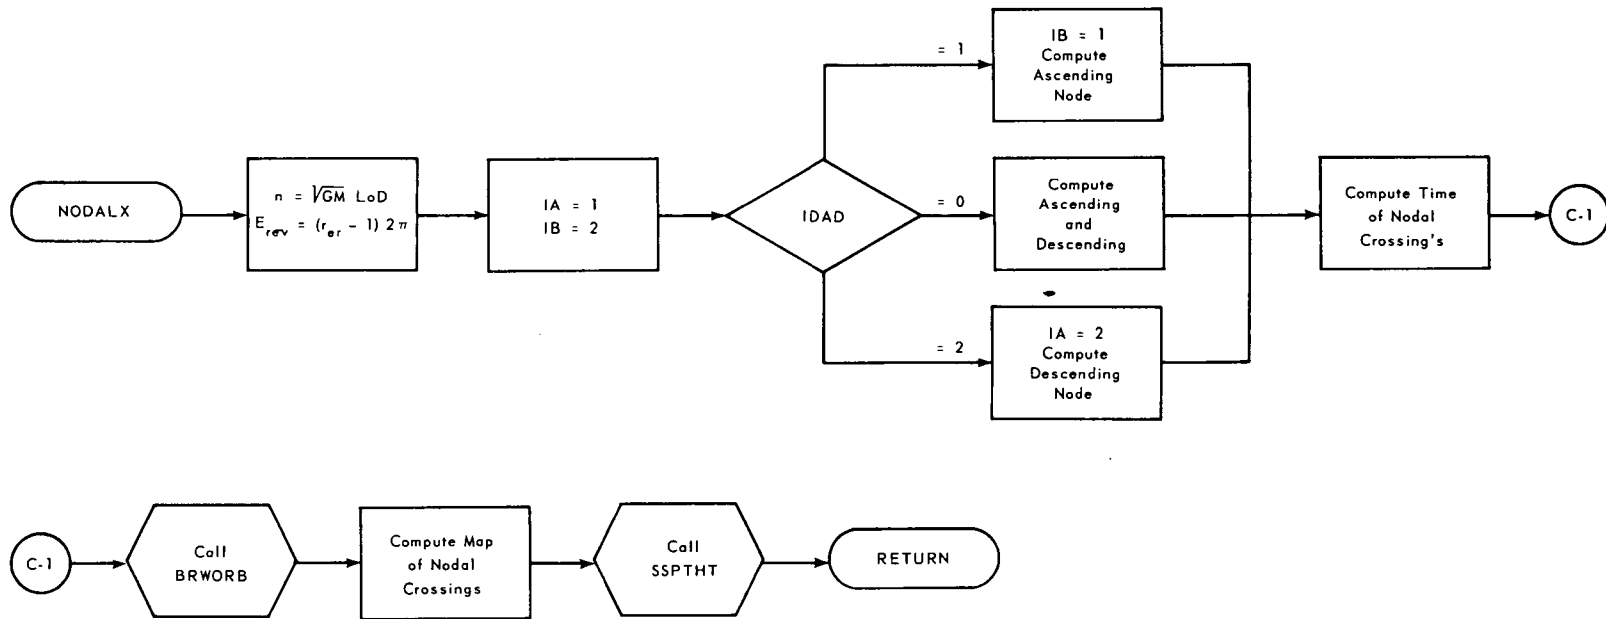 NODALX
n = √GM LoD
E_rev = (r_er - 1) 2π
IA = 1
IB = 2
IDAD
= 1
IB = 1
Compute
Ascending
Node
= 0
Compute
Ascending
and
Descending
= 2
IA = 2
Compute
Descending
Node
Compute Time
of Nodal
Crossing's
C-1
C-1
Call
BRWORB
Compute Map
of Nodal
Crossings
Call
SSPTHT
RETURN